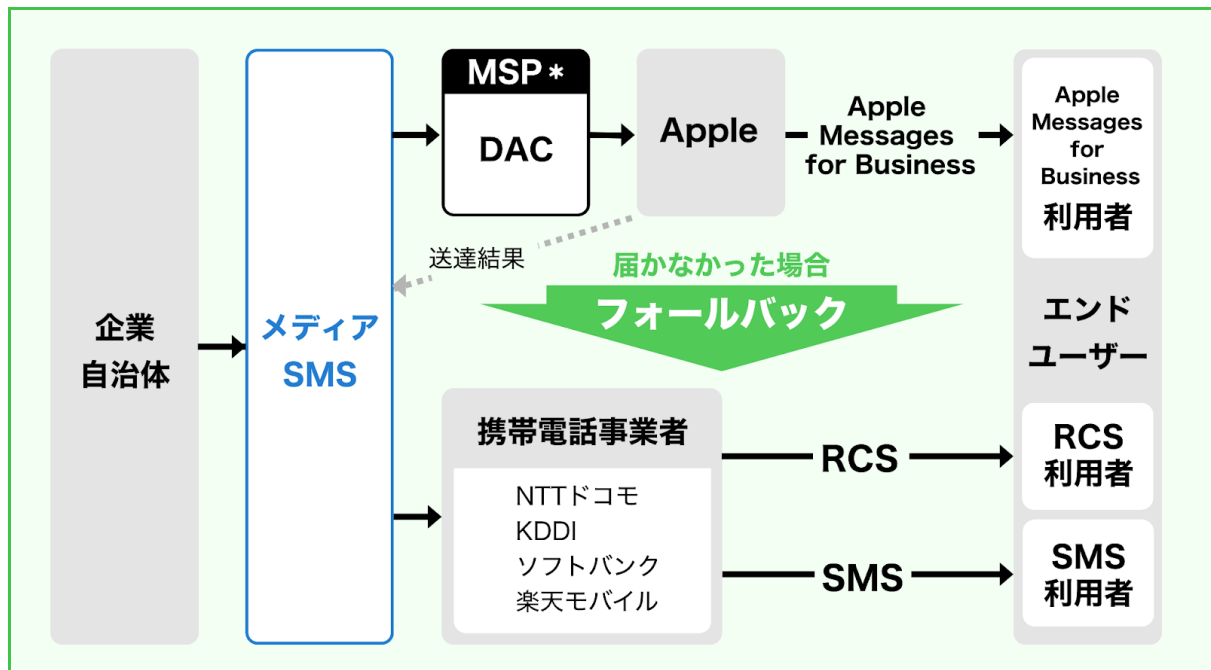 企業
自治体
メディア
SMS
MSP*
DAC
Apple
Apple
Messages
for Business
Apple
Messages
for
Business
利用者
送達結果
届かなかった場合
フォールバック
エンド
ユーザー
携帯電話事業者
NTTドコモ
KDDI
ソフトバンク
楽天モバイル
RCS
RCS
利用者
SMS
SMS
利用者